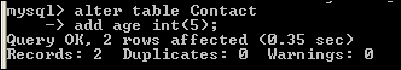 mysql> alter table Contact
    -> add age int(5);
Query OK, 2 rows affected (0.35 sec)
Records: 2  Duplicates: 0  Warnings: 0